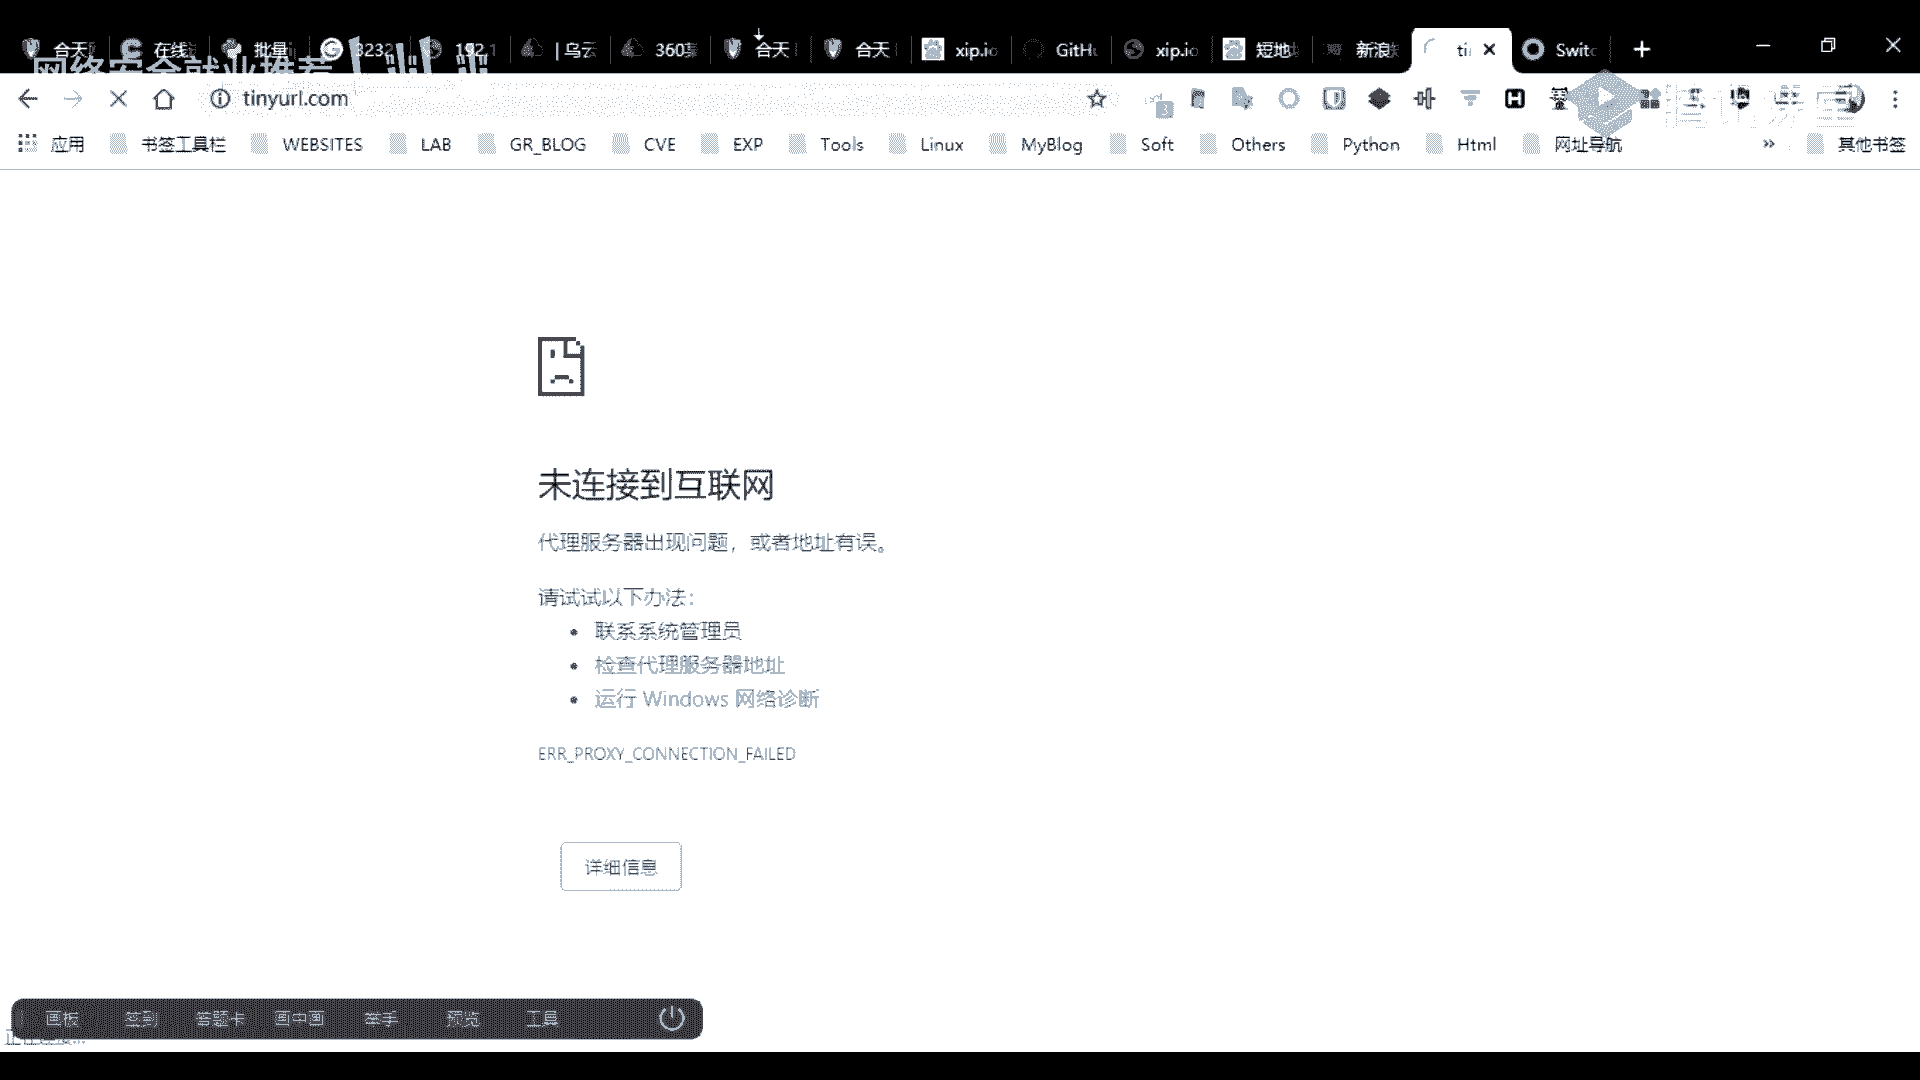 合天
在线
批量
3232
192.1
| 乌云
360
合天
合天
xip.io
GitHu
xip.io
短地
新浪
ti
Switc
网络安全就业推荐
tinyurl.com
腾讯课堂
应用
书签工具栏
WEBSITES
LAB
GR_BLOG
CVE
EXP
Tools
Linux
MyBlog
Soft
Others
Python
Html
网址导航
»
其他书签
未连接到互联网
代理服务器出现问题，或者地址有误。
请试试以下办法：
• 联系系统管理员
• 检查代理服务器地址
• 运行 Windows 网络诊断
ERR_PROXY_CONNECTION_FAILED
详细信息
画板
签到
答题卡
画中画
举手
预览
工具